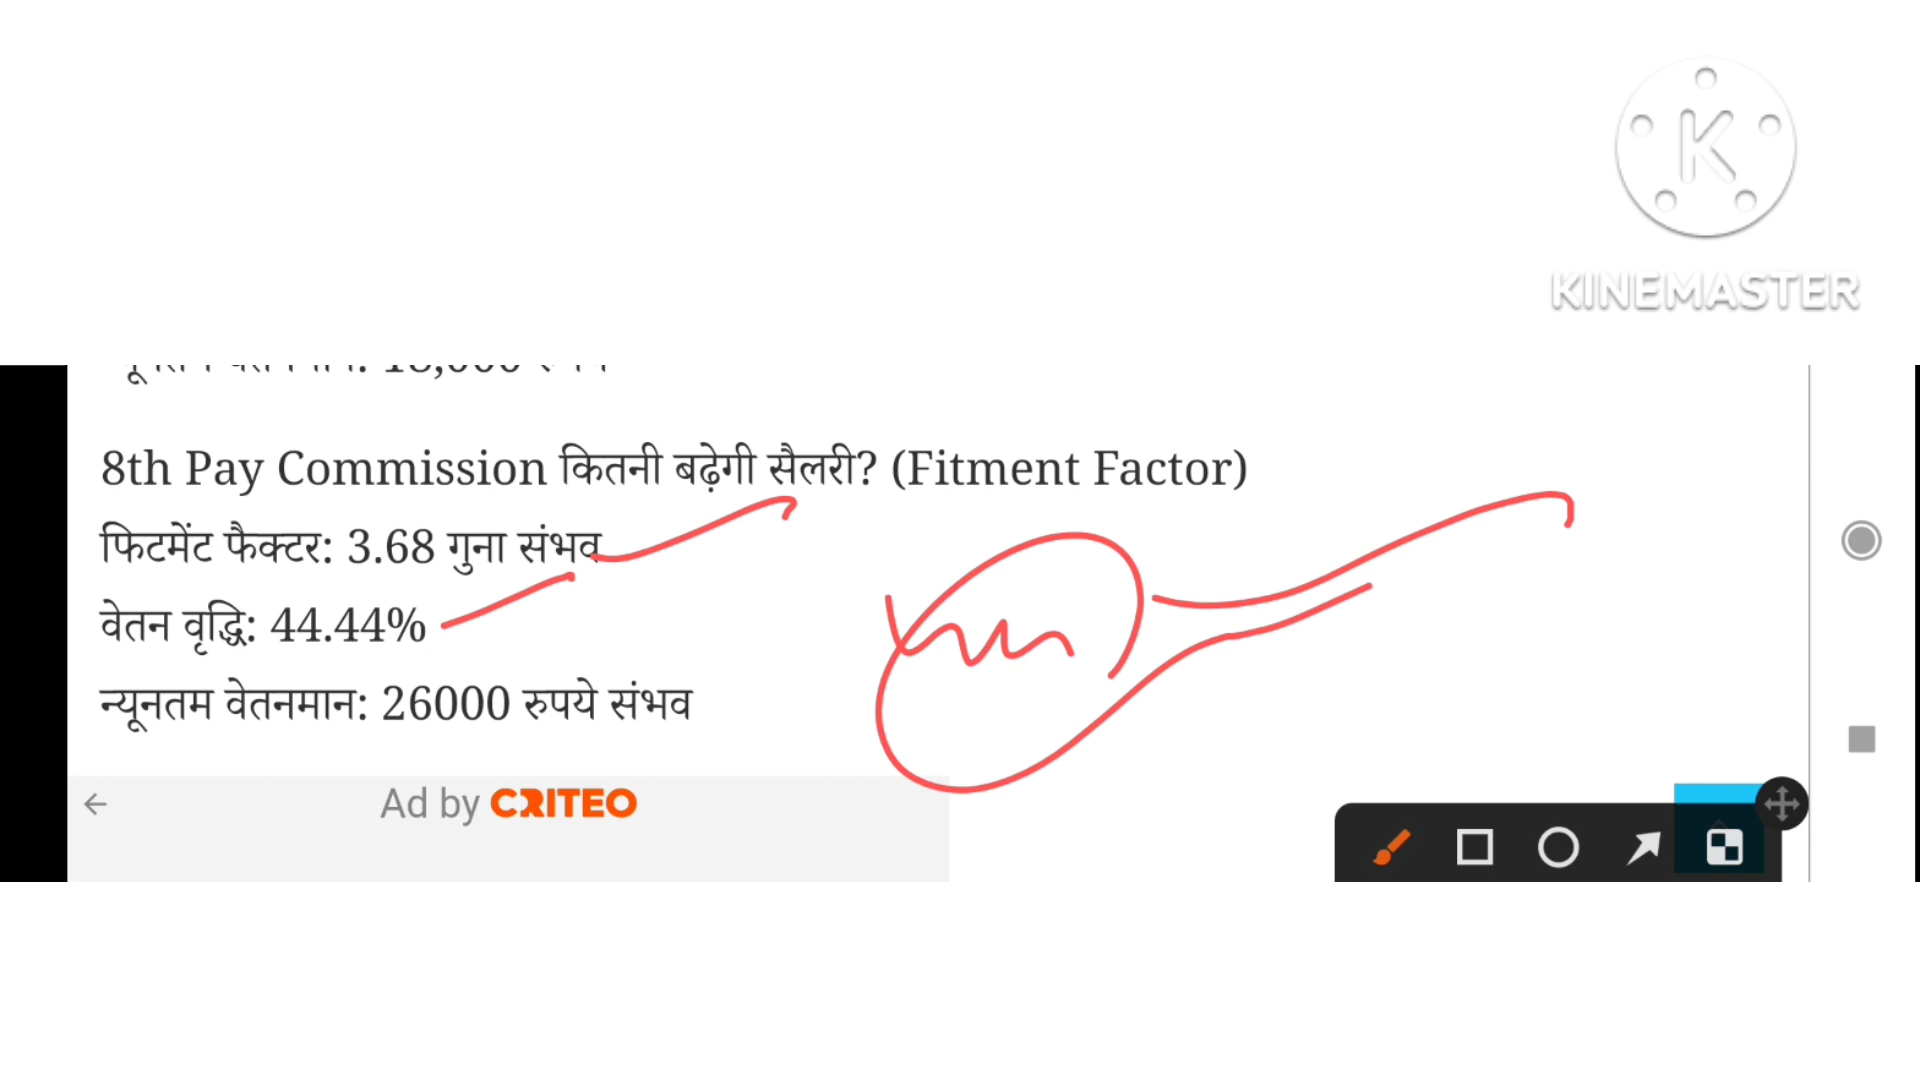 KINEMASTER
8th Pay Commission कितनी बढ़ेगी सैलरी? (Fitment Factor)
फिटमेंट फैक्टर: 3.68 गुना संभव
वेतन वृद्धि: 44.44%
न्यूनतम वेतनमान: 26000 रुपये संभव
Ad by CRITEO